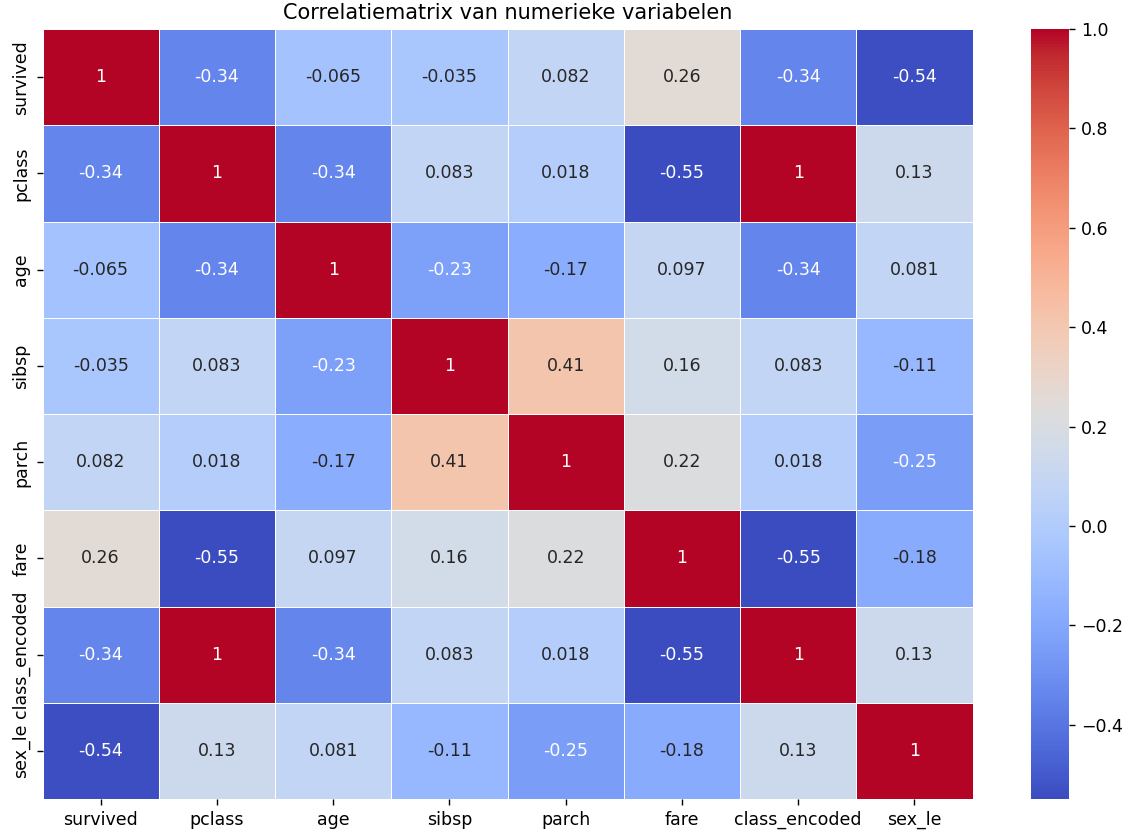 Correlatiematrix van numerieke variabelen
survived 1 -0.34 -0.065 -0.035 0.082 0.26 -0.34 -0.54
pclass -0.34 1 -0.34 0.083 0.018 -0.55 1 0.13
age -0.065 -0.34 1 -0.23 -0.17 0.097 -0.34 0.081
sibsp -0.035 0.083 -0.23 1 0.41 0.16 0.083 -0.11
parch 0.082 0.018 -0.17 0.41 1 0.22 0.018 -0.25
fare 0.26 -0.55 0.097 0.16 0.22 1 -0.55 -0.18
class_encoded -0.34 1 -0.34 0.083 0.018 -0.55 1 0.13
sex_le -0.54 0.13 0.081 -0.11 -0.25 -0.18 0.13 1
survived pclass age sibsp parch fare class_encoded sex_le
1.0
0.8
0.6
0.4
0.2
0.0
−0.2
−0.4